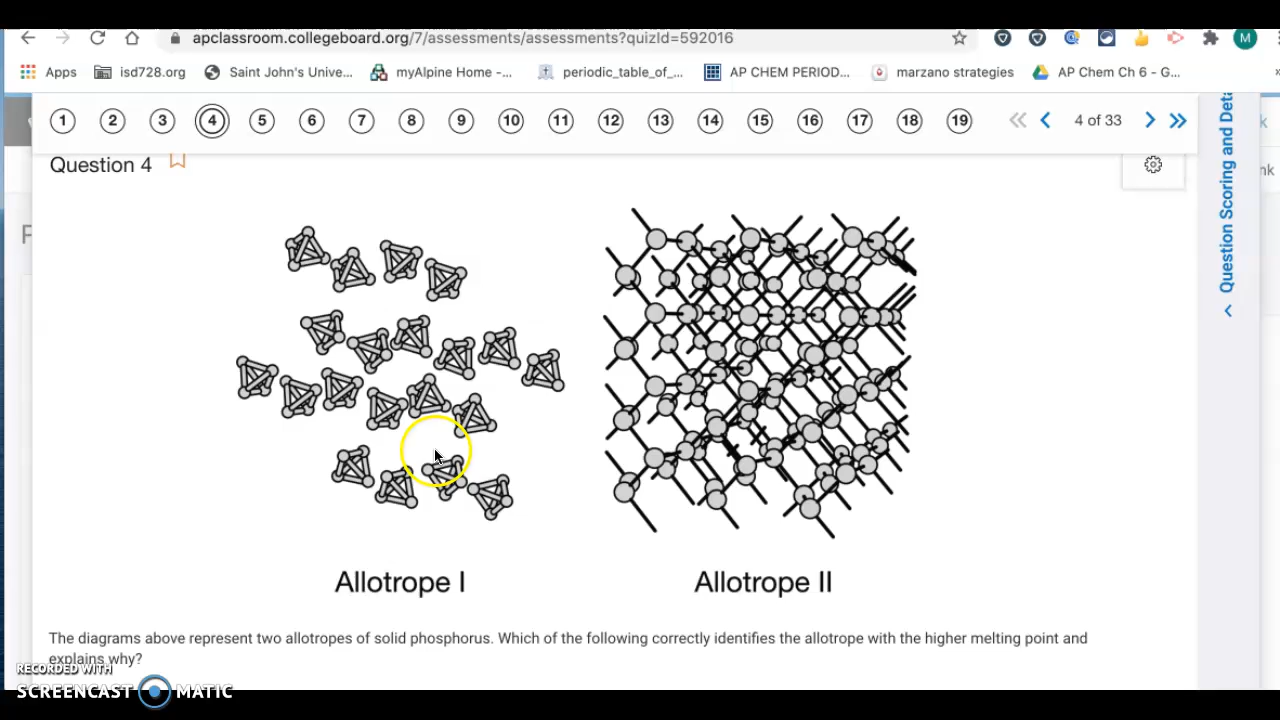 apclassroom.collegeboard.org/7/assessments/assessments?quizId=592016
M
Apps isd728.org Saint John's Unive... myAlpine Home -... periodic_table_of_... AP CHEM PERIOD... marzano strategies AP Chem Ch 6 - G...
1 2 3 4 5 6 7 8 9 10 11 12 13 14 15 16 17 18 19 4 of 33
Question 4
Question Scoring and Deta
nk
Allotrope I Allotrope II
The diagrams above represent two allotropes of solid phosphorus. Which of the following correctly identifies the allotrope with the higher melting point and
explains why?
RECORDED WITH
SCREENCAST MATIC